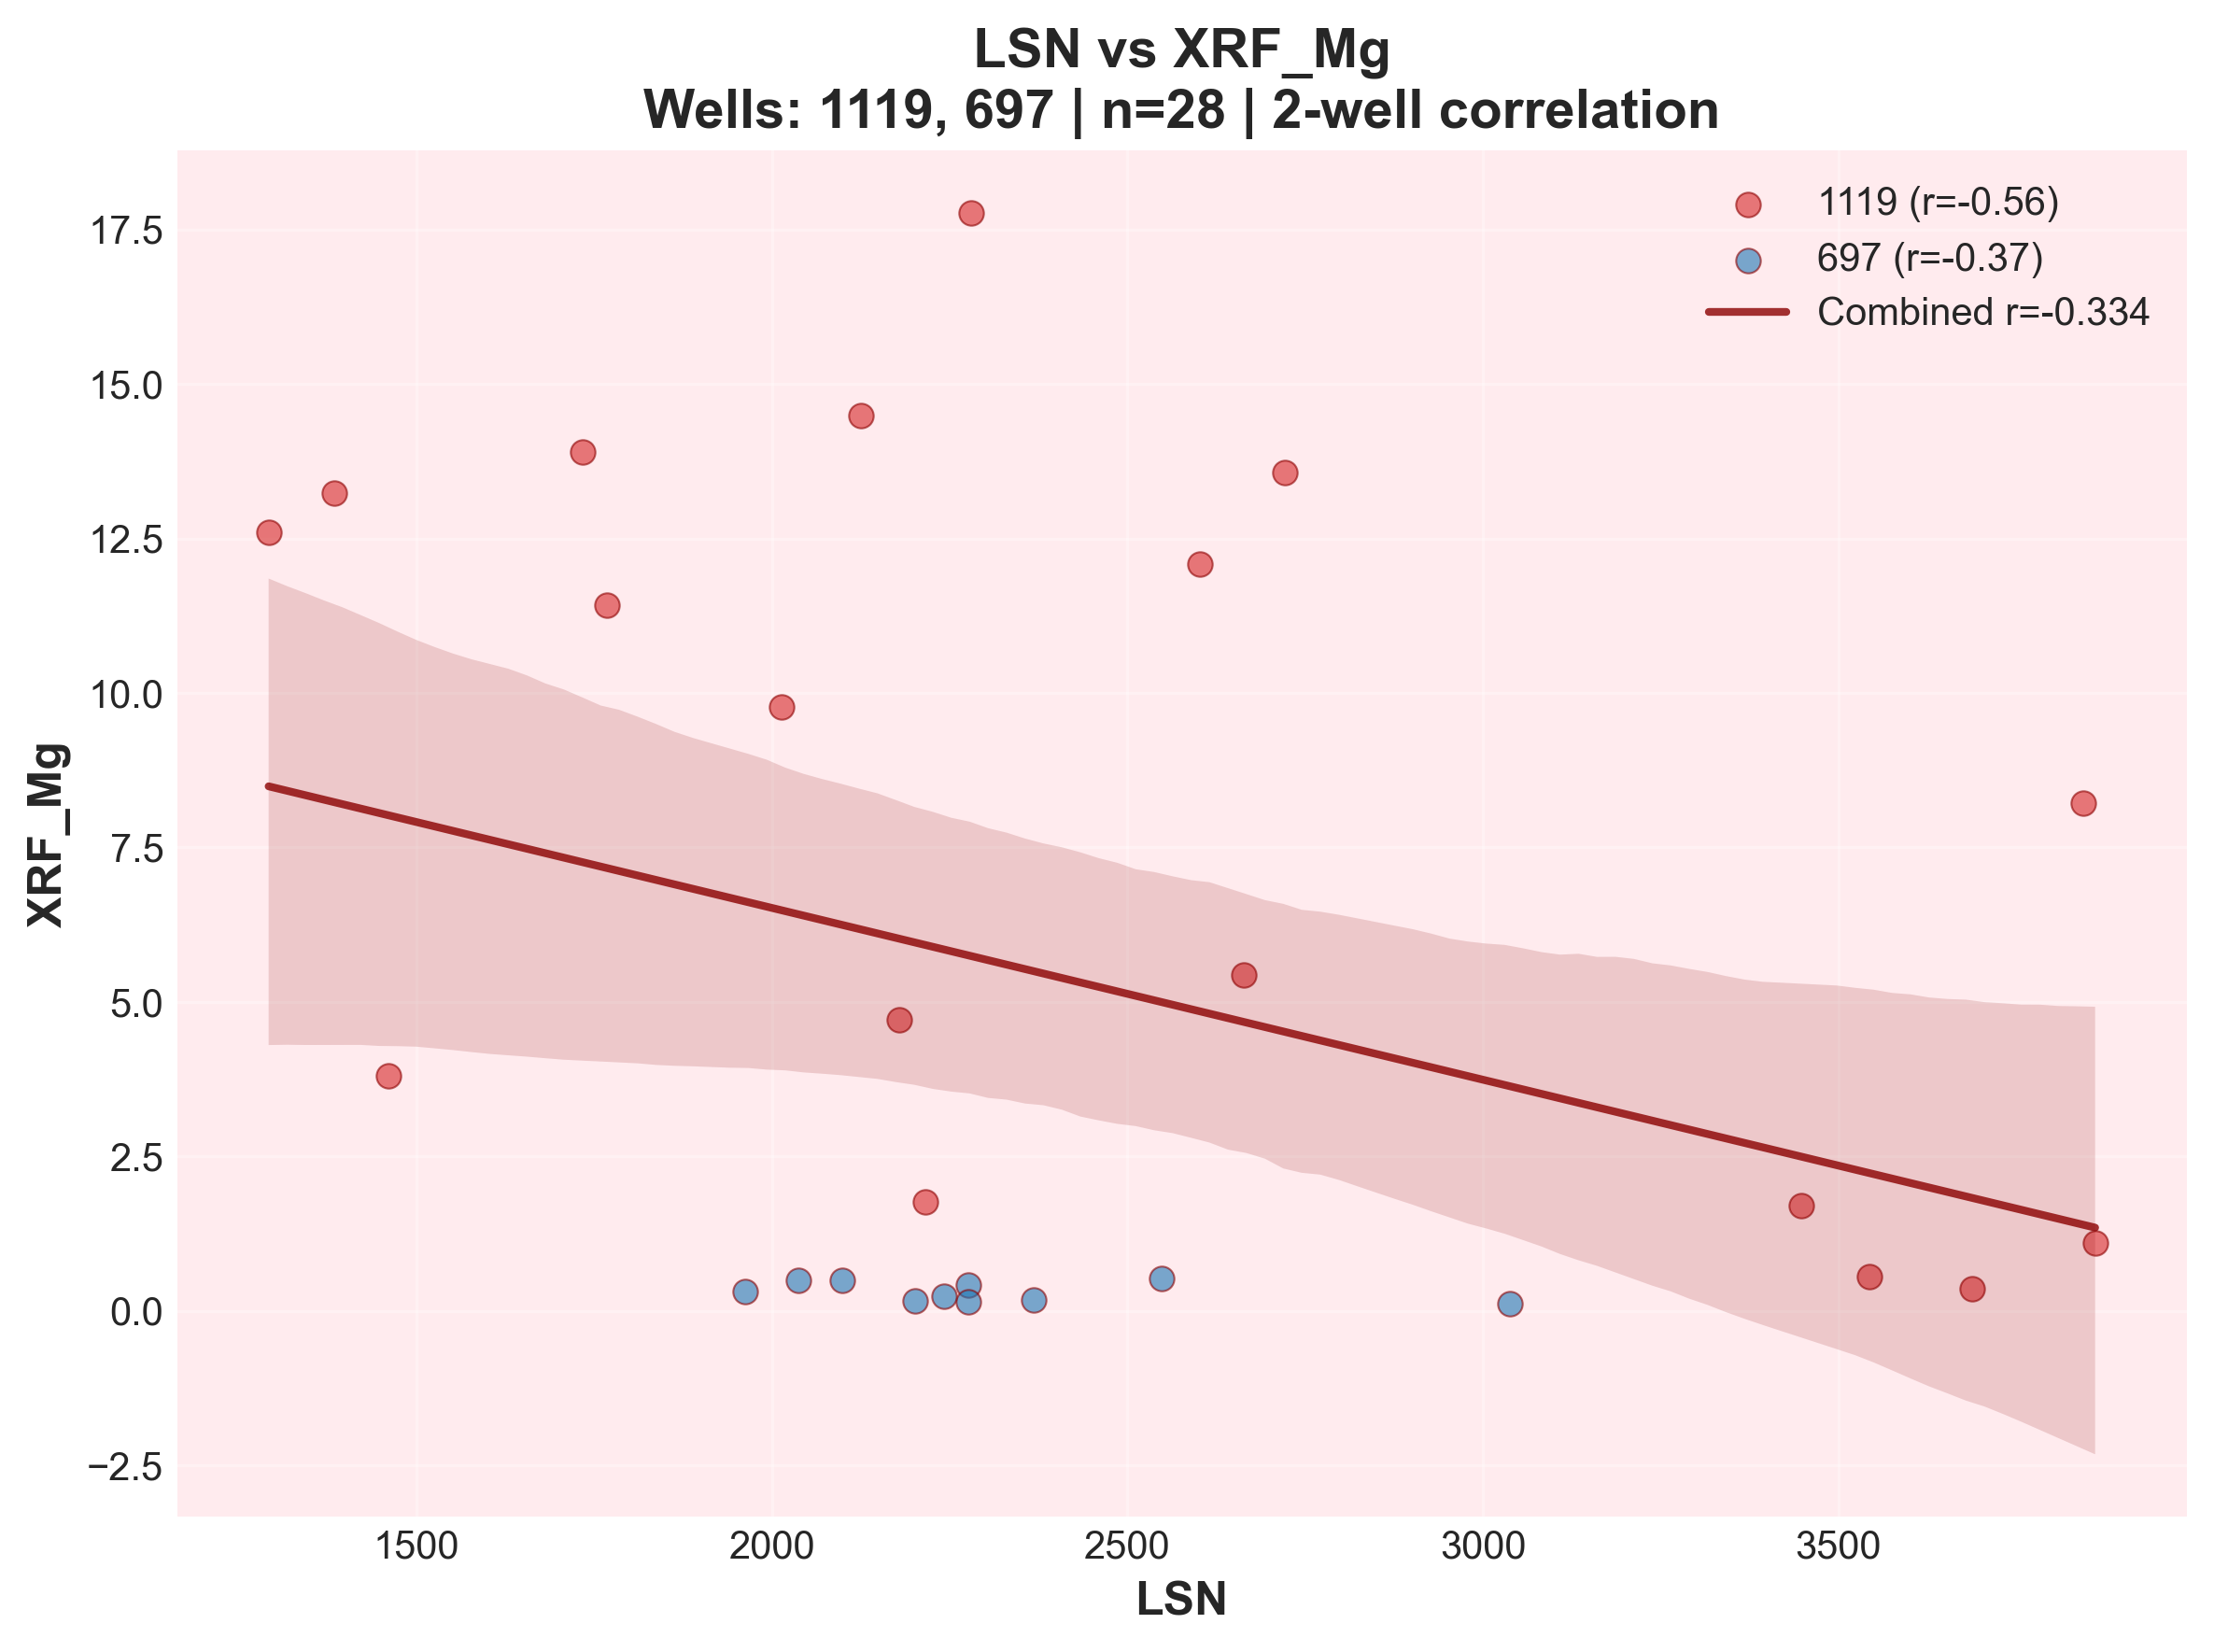 LSN vs XRF_Mg
Wells: 1119, 697 | n=28 | 2-well correlation
1119 (r=-0.56)
697 (r=-0.37)
Combined r=-0.334
17.5
15.0
12.5
10.0
7.5
5.0
2.5
0.0
−2.5
XRF_Mg
1500 2000 2500 3000 3500
LSN